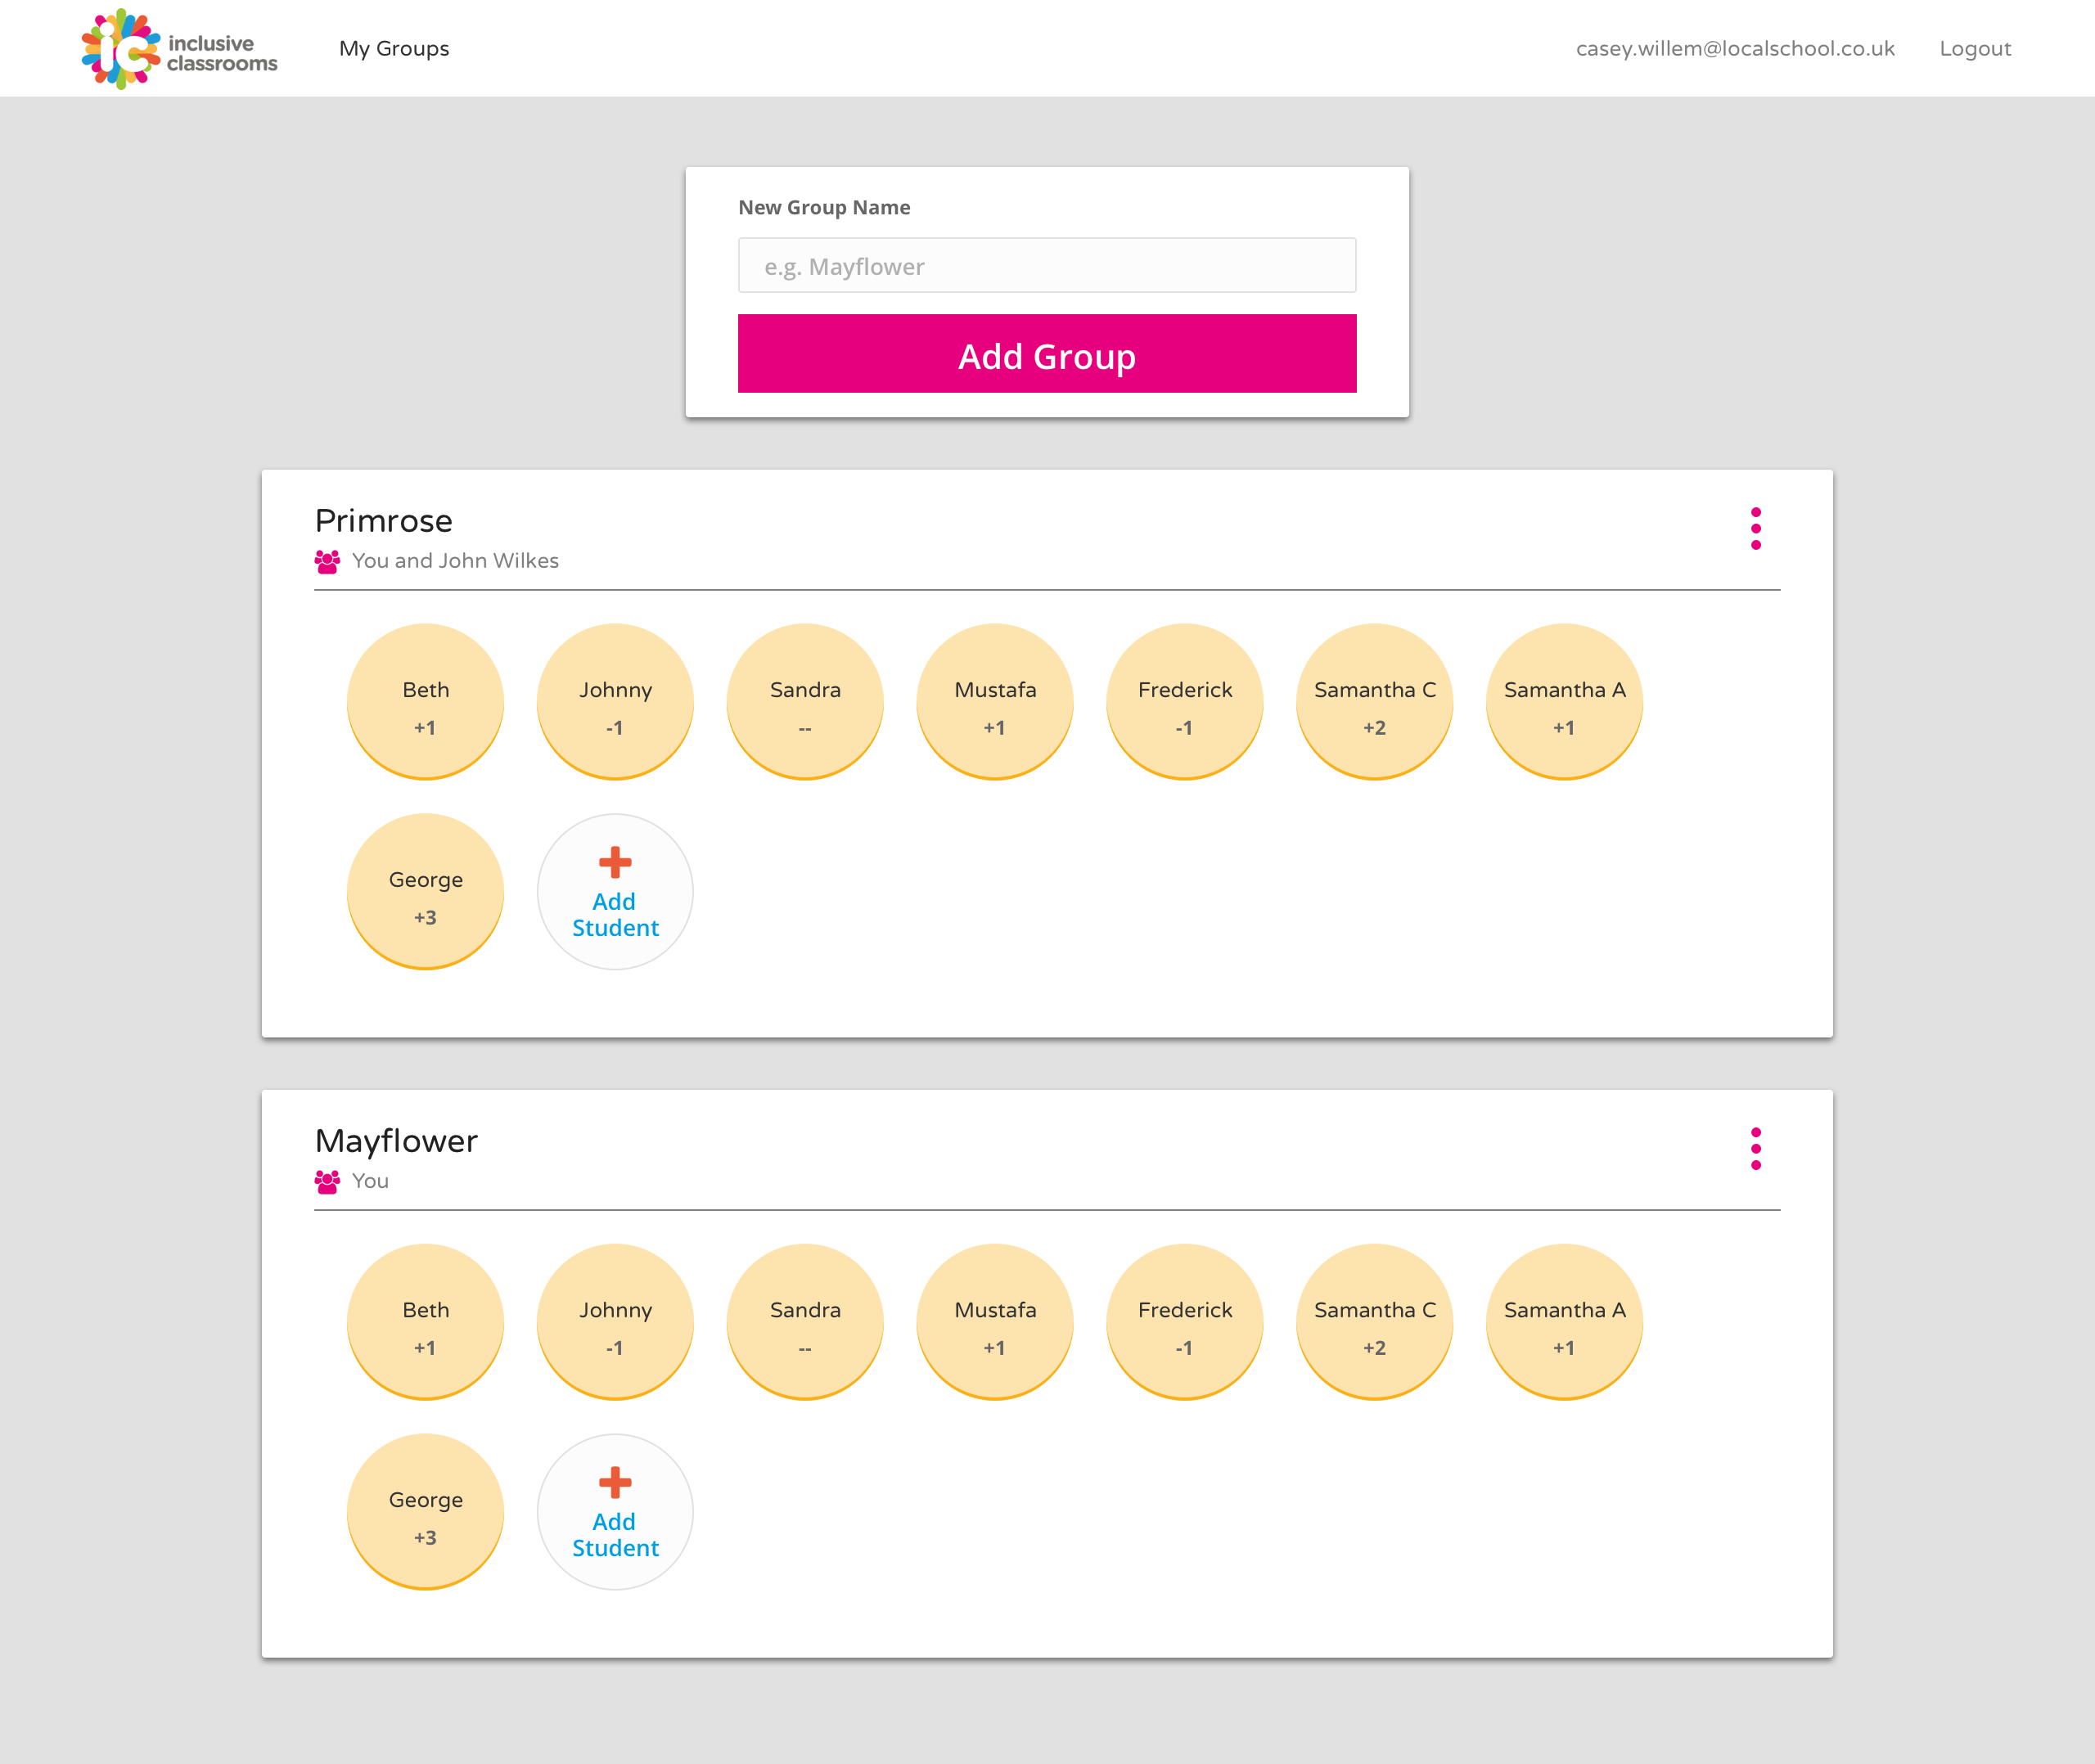 inclusive
classrooms
My Groups
casey.willem@localschool.co.uk
Logout
New Group Name
e.g. Mayflower
Add Group
Primrose
You and John Wilkes
Beth
+1
Johnny
-1
Sandra
--
Mustafa
+1
Frederick
-1
Samantha C
+2
Samantha A
+1
George
+3
Add
Student
Mayflower
You
Beth
+1
Johnny
-1
Sandra
--
Mustafa
+1
Frederick
-1
Samantha C
+2
Samantha A
+1
George
+3
Add
Student